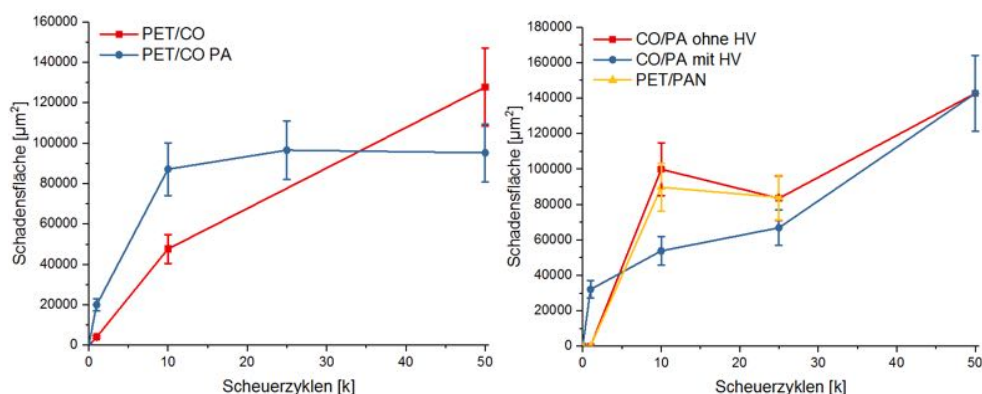 160000
140000
120000
100000
80000
60000
40000
20000
0
Schadensfläche [µm²]
PET/CO
PET/CO PA
0 10 20 30 40 50
Scheuerzyklen [k]
180000
160000
140000
120000
100000
80000
60000
40000
20000
0
Schadensfläche [µm²]
CO/PA ohne HV
CO/PA mit HV
PET/PAN
0 10 20 30 40 50
Scheuerzyklen [k]